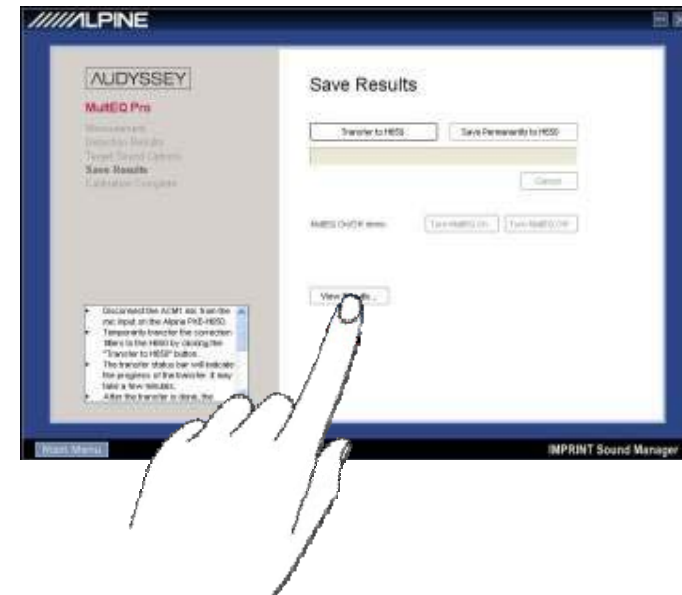 ALPINE
AUDYSSEY
MultEQ Pro
Measurement
Detection Results
Target Sound Options
Save Results
Calibration Complete
Save Results
Transfer to H650
Save Permanently to H650
Cancel
MultEQ On/Off demo:
Turn MultEQ On
Turn MultEQ Off
View
Disconnect the ACM1 mic from the
mic input on the Alpine PXE-H650.
Temporarily transfer the correction
filters to the H650 by clicking the
"Transfer to H650" button.
The transfer status bar will indicate
the progress of the transfer. It may
take a few minutes.
After the transfer is done, the
Main Menu
IMPRINT Sound Manager